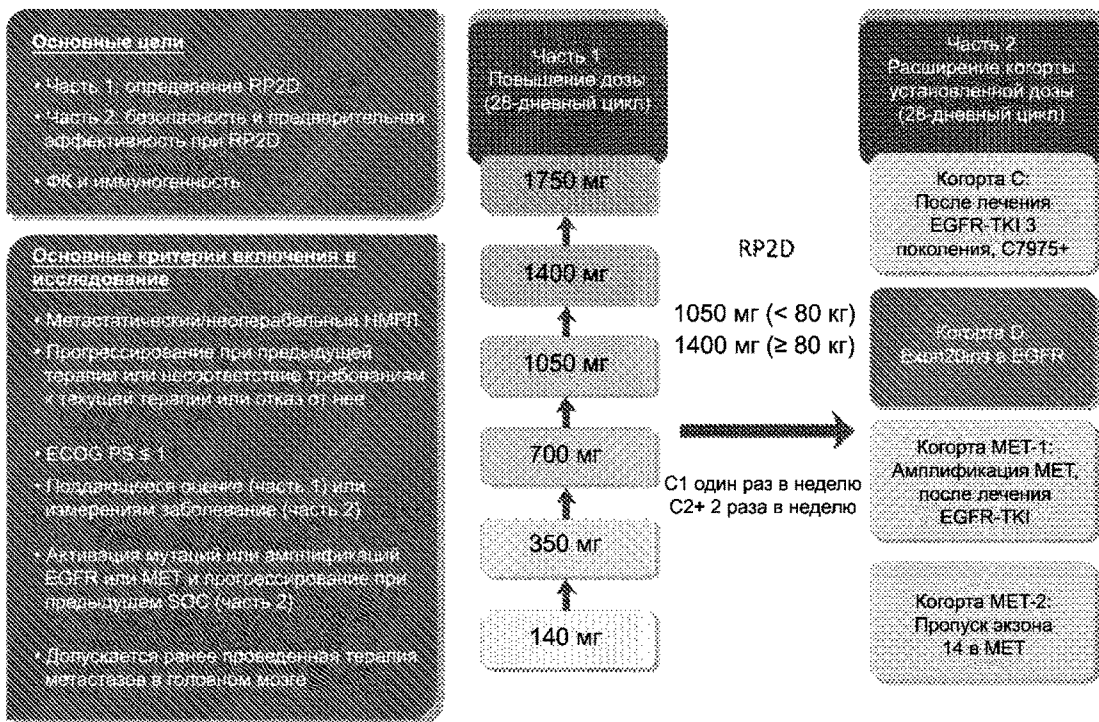 Основные цели
• Часть 1: определение RP2D
• Часть 2: безопасность и предварительная
эффективность при RP2D
• ФК и иммуногенность
Основные критерии включения в
исследование
• Метастатический неоперабельный НМРЛ
• Прогрессирование при предыдущей
терапии или несоответствие требованиям
к текущей терапии или отказ от нее
• ECOG PS ≤ 1
• Поддающееся оценке (часть 1) или
измерениям заболевание (часть 2)
• Активация мутаций или амплификаций
EGFR или MET и прогрессирование при
предыдущем SOC (часть 2)
• Допускается ранее проведенная терапия
метастазов в головном мозге
Часть 1
Повышение дозы
(28-дневный цикл)
1750 мг
1400 мг
1050 мг
700 мг
350 мг
140 мг
RP2D
1050 мг (< 80 кг)
1400 мг (≥ 80 кг)
C1 один раз в неделю
C2+ 2 раза в неделю
Часть 2
Расширение когорты
установленной дозы
(28-дневный цикл)
Когорта C:
После лечения
EGFR-TKI 3
поколения, C797S+
Когорта D:
Exon20ins в EGFR
Когорта MET-1:
Амплификация MET,
после лечения
EGFR-TKI
Когорта MET-2:
Пропуск экзона
14 в MET